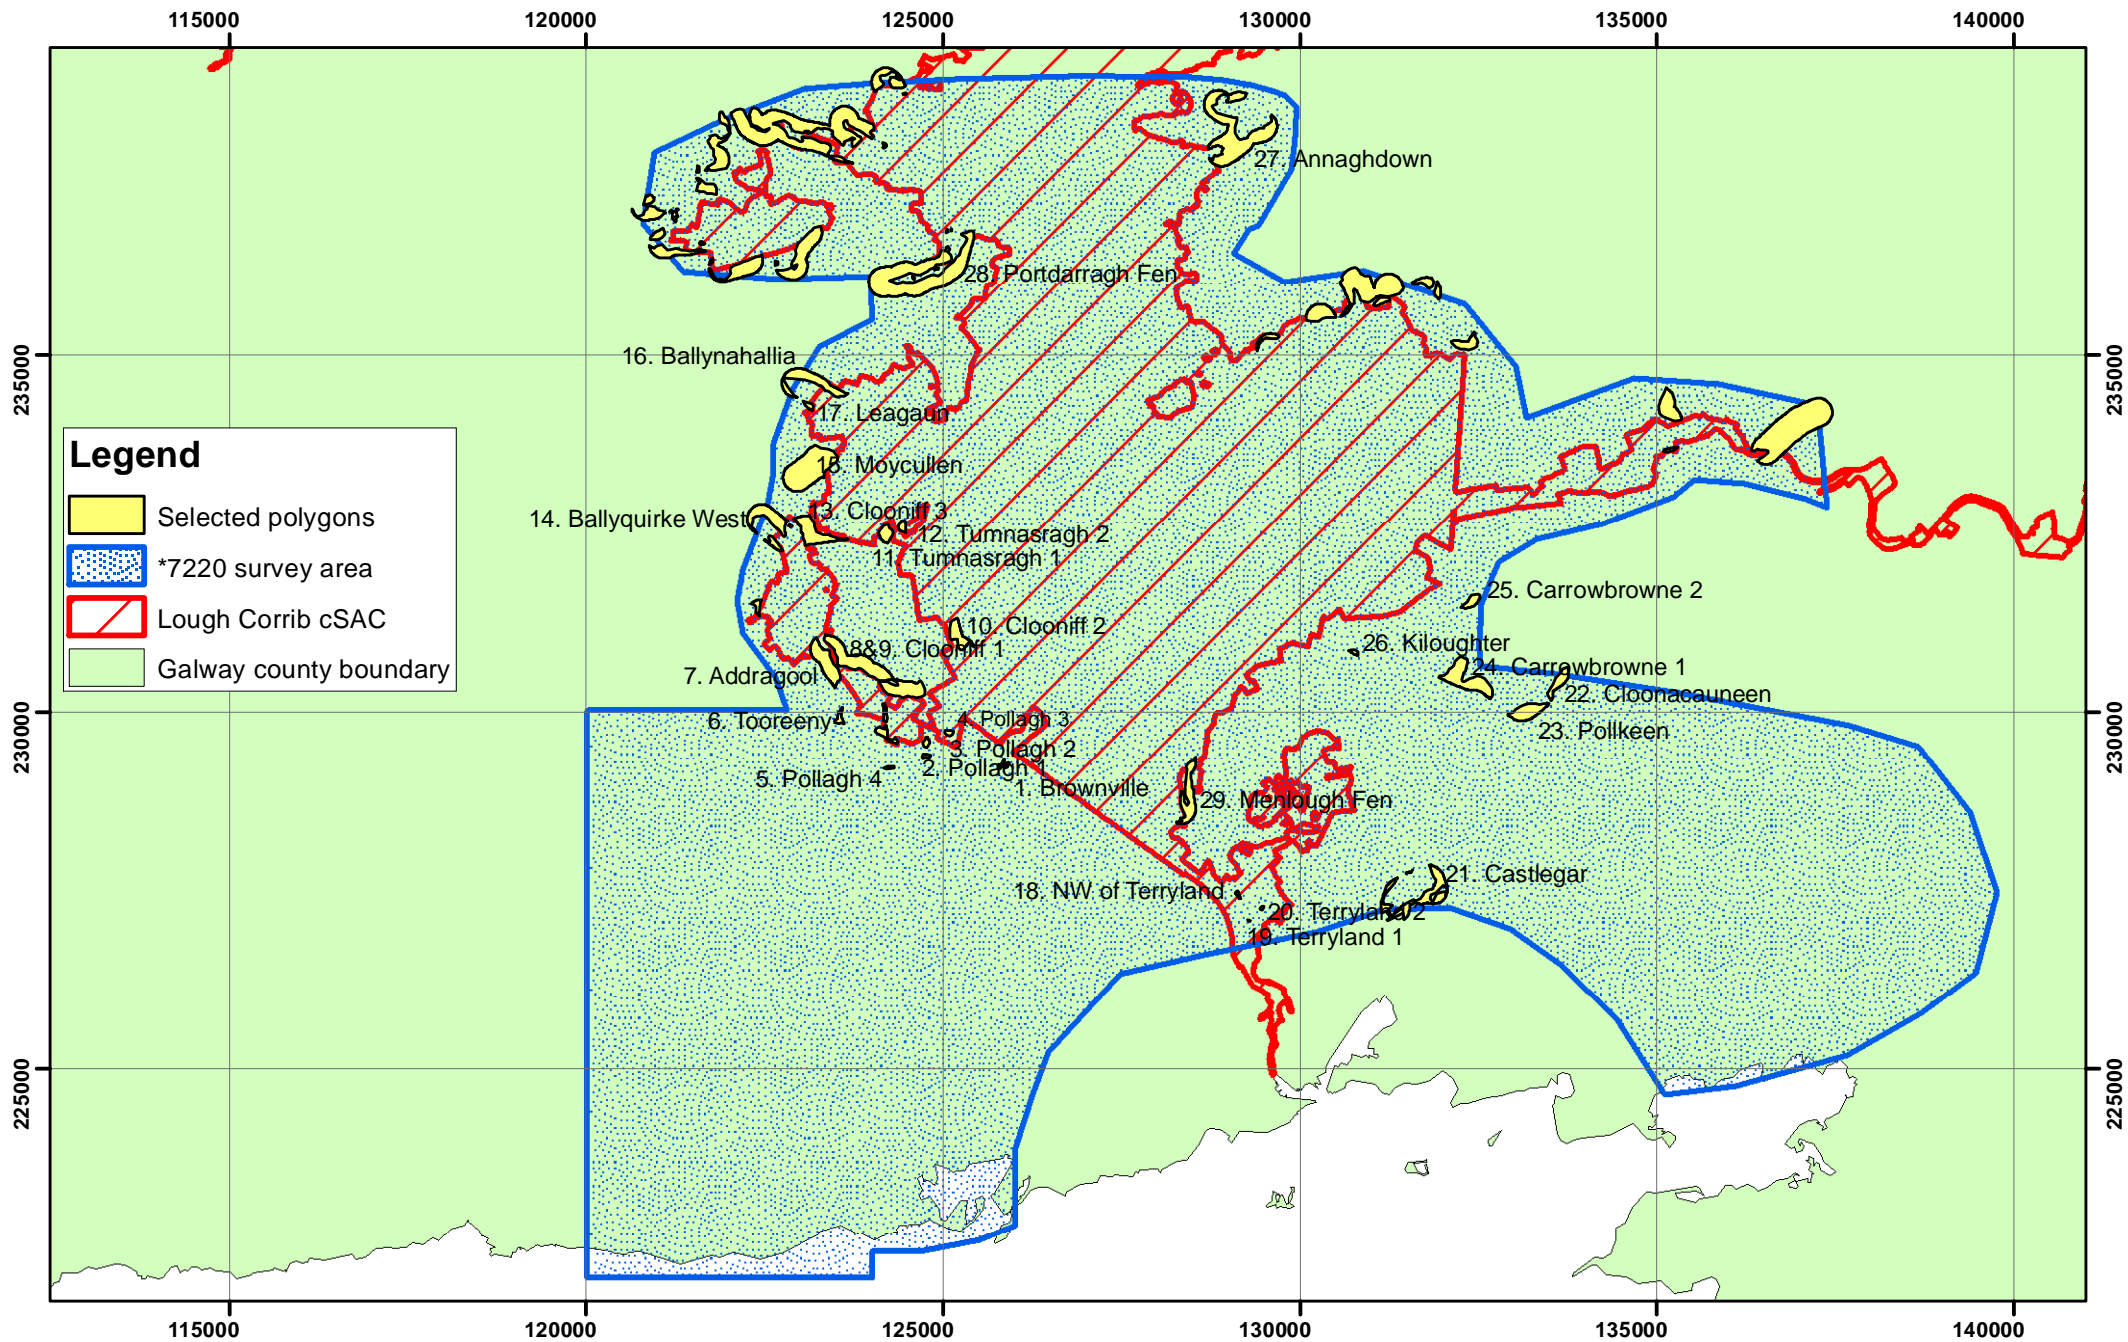 115000
120000
125000
130000
135000
140000
27. Annaghdown
28. Portdarragh Fen
16. Ballynahallia
235000
235000
17. Leagaun
Legend
15. Moycullen
Selected polygons
14. Ballyquirke West
13. Clooniff 3
12. Tumnasragh 2
11. Tumnasragh 1
*7220 survey area
25. Carrowbrowne 2
Lough Corrib cSAC
10. Clooniff 2
26. Kiloughter
8&9. Clooniff 1
Galway county boundary
7. Addragool
24. Carrowbrowne 1
22. Cloonacauneen
6. Tooreeny
4. Pollagh 3
230000
230000
23. Pollkeen
3. Pollagh 2
2. Pollagh 1
5. Pollagh 4
1. Brownville
29. Menlough Fen
21. Castlegar
18. NW of Terryland
20. Terryland 2
19. Terryland 1
225000
225000
115000
120000
125000
130000
135000
140000